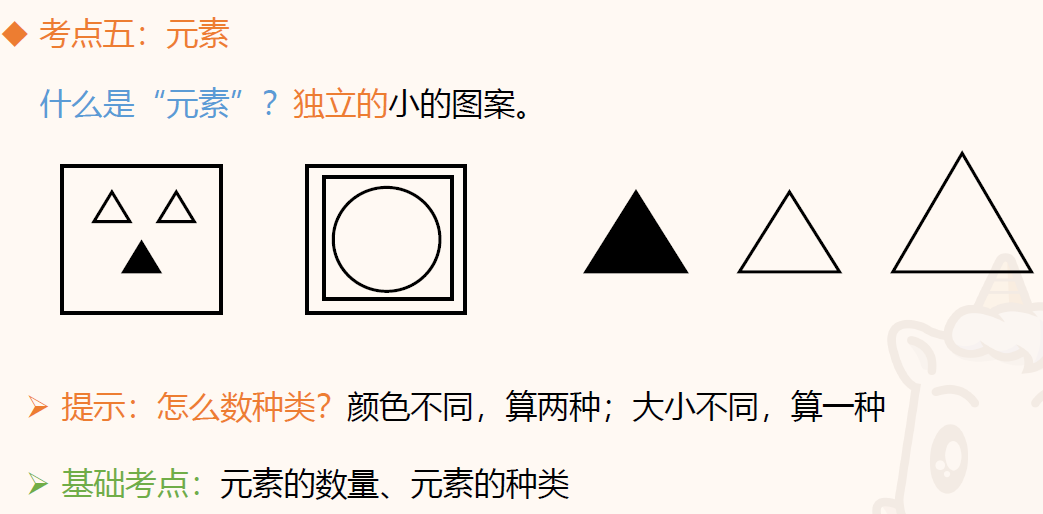 考点五：元素
什么是“元素”？独立的小的图案。
提示：怎么数种类？颜色不同，算两种；大小不同，算一种
基础考点：元素的数量、元素的种类